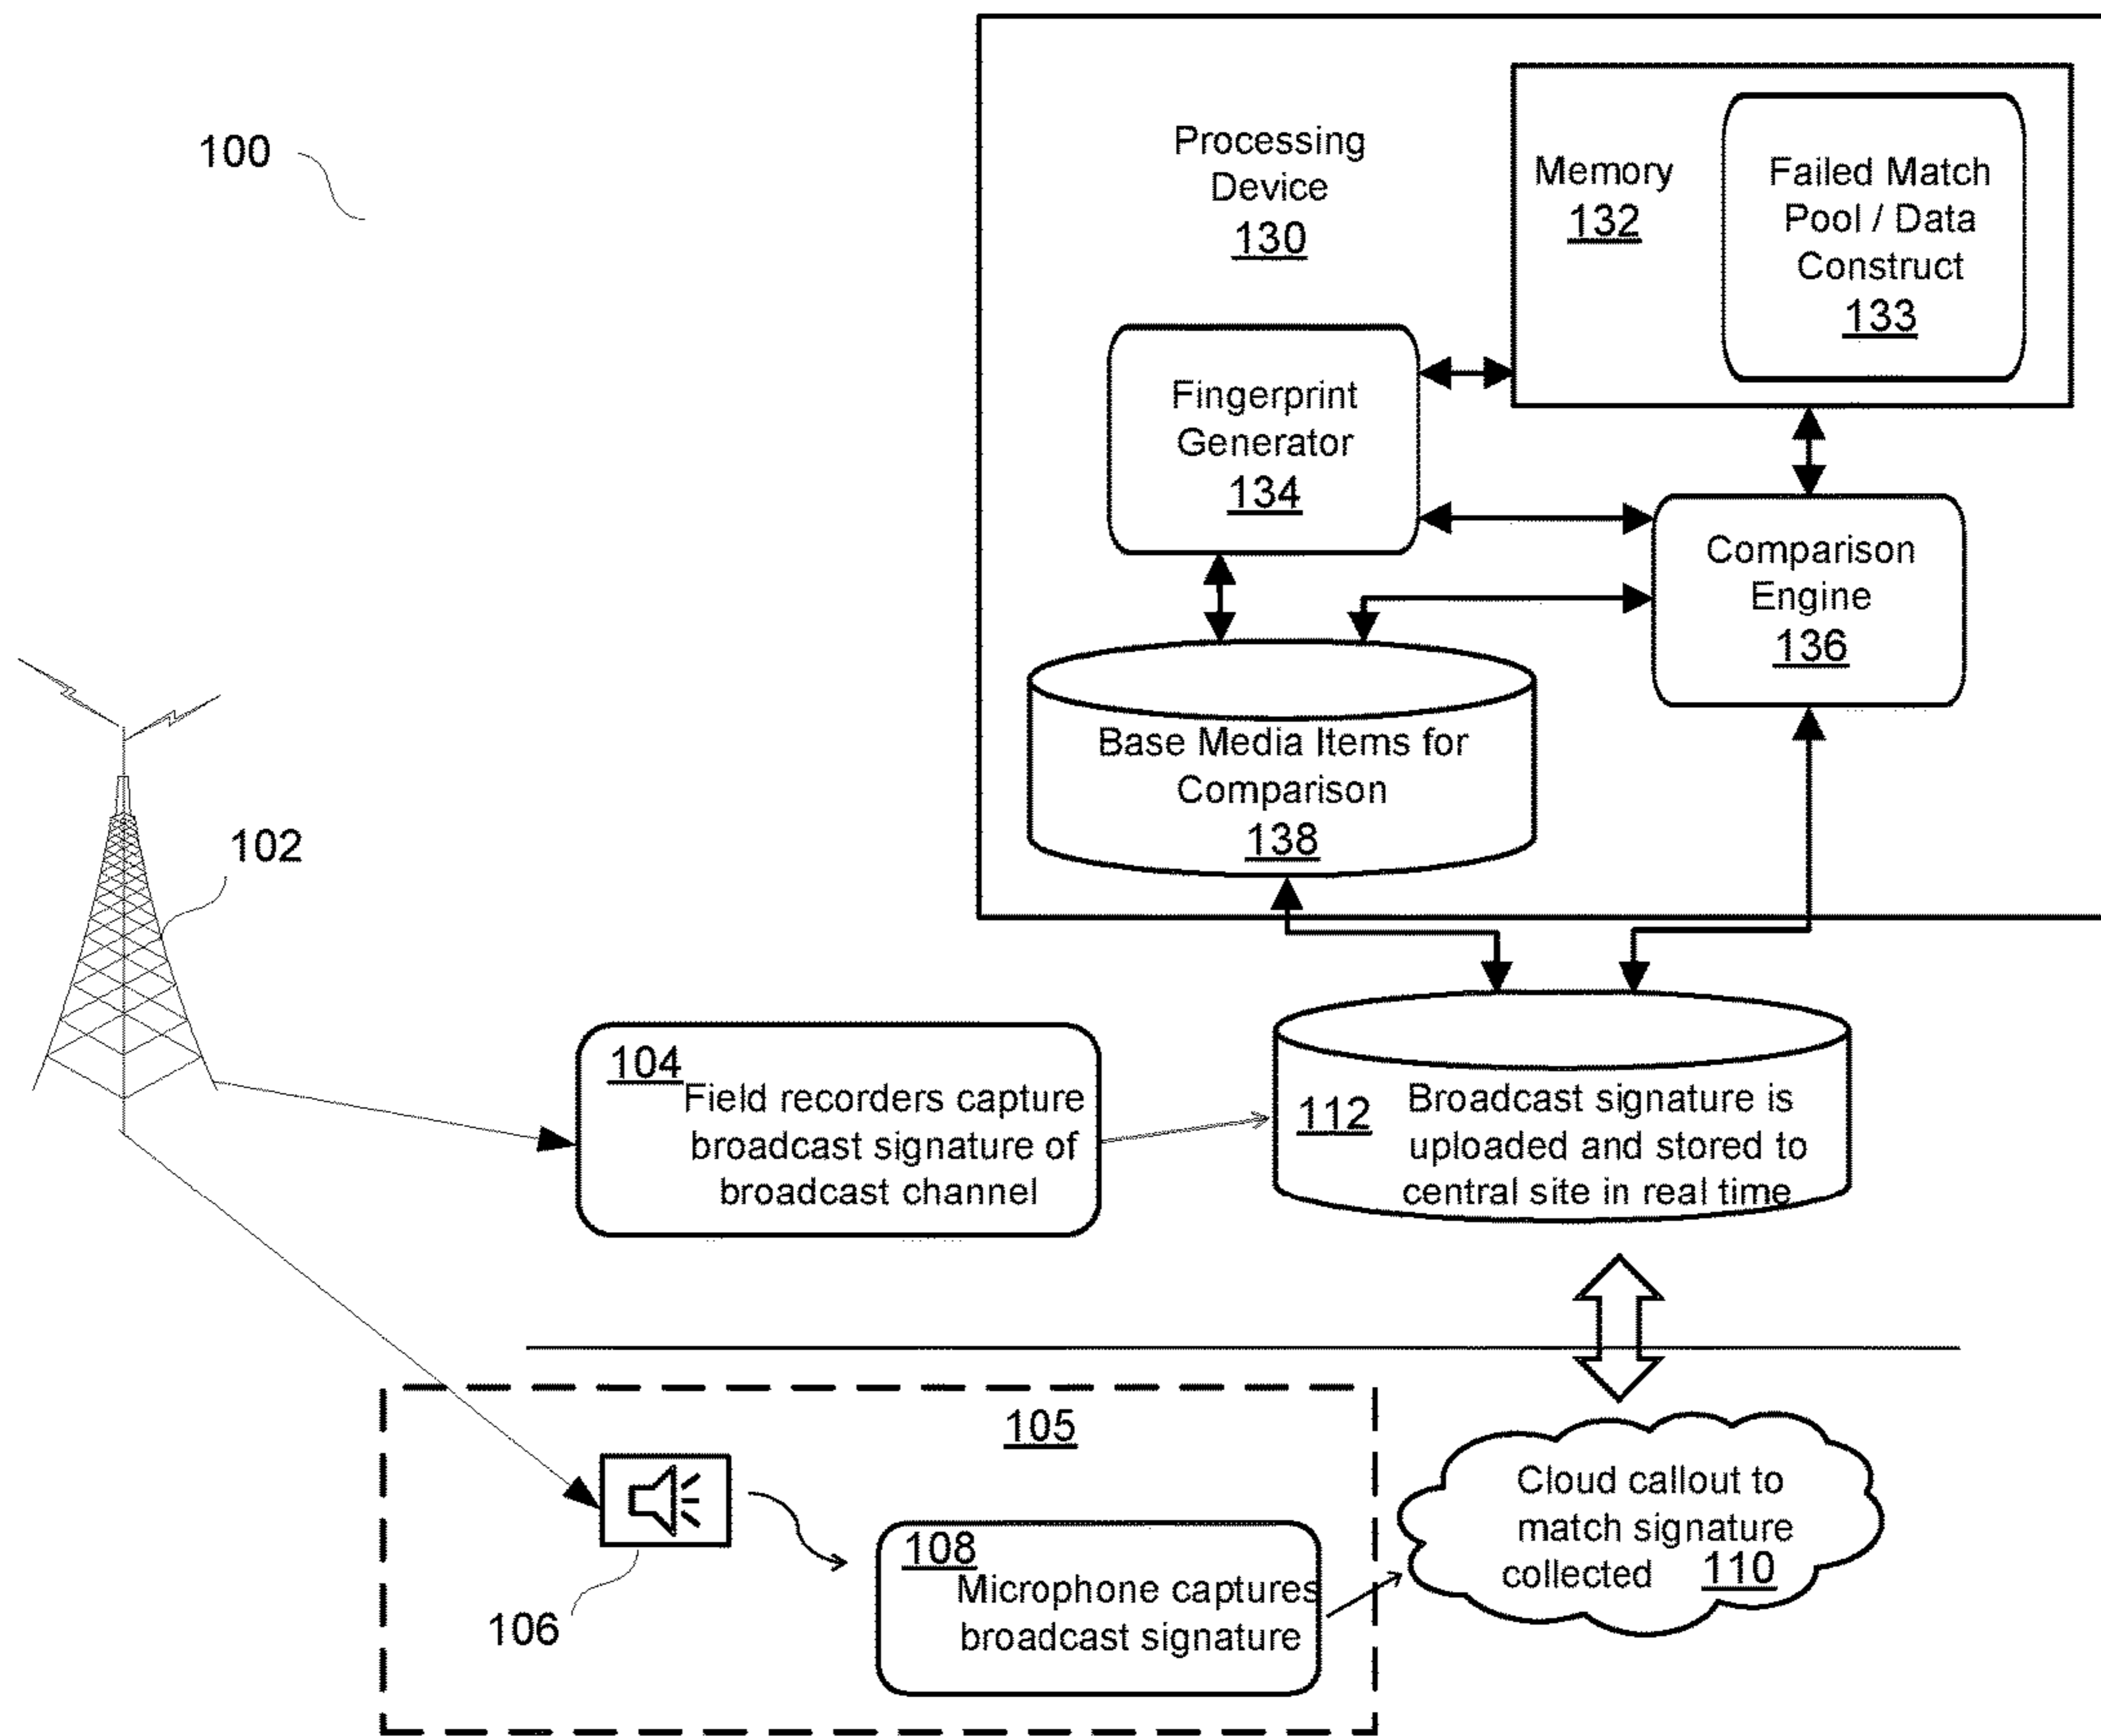 100
Processing
Device
130
Memory
132
Failed Match
Pool / Data
Construct
133
Fingerprint
Generator
134
Comparison
Engine
136
Base Media Items for
Comparison
138
102
104
Field recorders capture
broadcast signature of
broadcast channel
112
Broadcast signature is
uploaded and stored to
central site in real time
105
106
108
Microphone captures
broadcast signature
Cloud callout to
match signature
collected 110